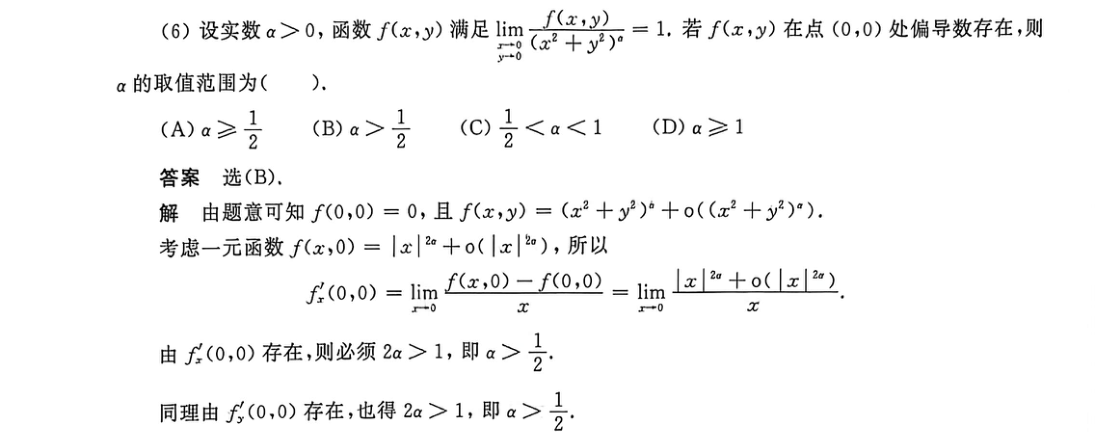 (6) 设实数 α>0, 函数 f(x,y) 满足 lim_{x→0 y→0} f(x,y)/(x²+y²)^α = 1. 若 f(x,y) 在点 (0,0) 处偏导数存在,则
α 的取值范围为(    ).
(A) α⩾1/2  (B) α>1/2  (C) 1/2<α<1  (D) α⩾1
答案 选(B).
解 由题意可知 f(0,0) = 0, 且 f(x,y) = (x²+y²)^α + o((x²+y²)^α).
考虑一元函数 f(x,0) = |x|^{2α} + o(|x|^{2α}), 所以
f′ₓ(0,0) = lim_{x→0} (f(x,0)−f(0,0))/x = lim_{x→0} (|x|^{2α}+o(|x|^{2α}))/x.
由 f′ₓ(0,0) 存在,则必须 2α>1, 即 α>1/2.
同理由 f′_y(0,0) 存在,也得 2α>1, 即 α>1/2.